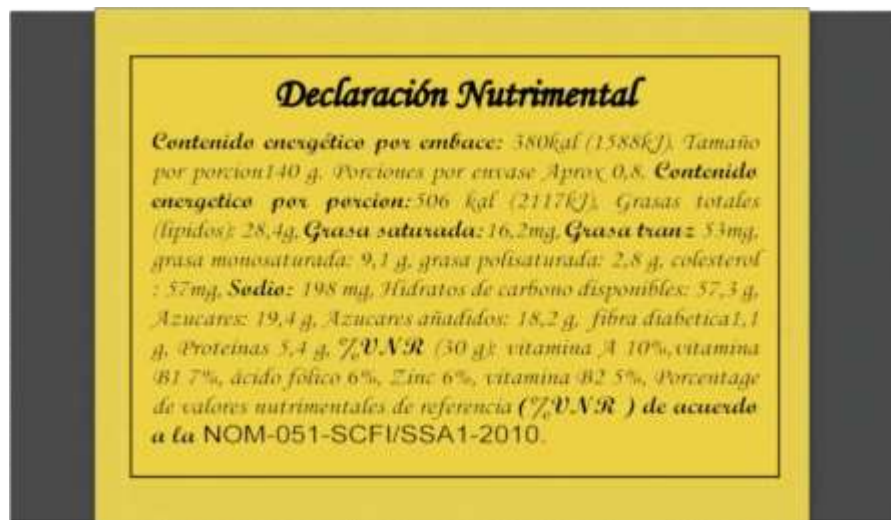 Declaración Nutrimental
Contenido energético por embace: 380kal (1588kJ). Tamaño
por porcion140 g. Porciones por envase Aprox 0,8. Contenido
energetico por porcion:506 kal (2117kJ), Grasas totales
(lipidos): 28,4g, Grasa saturada: 16,2mg, Grasa tranz 53mg,
grasa monosaturada: 9,1 g, grasa polisaturada: 2,8 g, colesterol
: 57mg, Sodio: 198 mg, Hidratos de carbono disponibles: 57,3 g,
Azucares: 19,4 g, Azucares añadidos: 18,2 g, fibra diabetica1,1
g, Proteínas 5,4 g, %VNR (30 g): vitamina A 10%,vitamina
B1 7%, ácido fólico 6%, Zinc 6%, vitamina B2 5%, Porcentage
de valores nutrimentales de referencia (%VNR ) de acuerdo
a la NOM-051-SCFI/SSA1-2010.